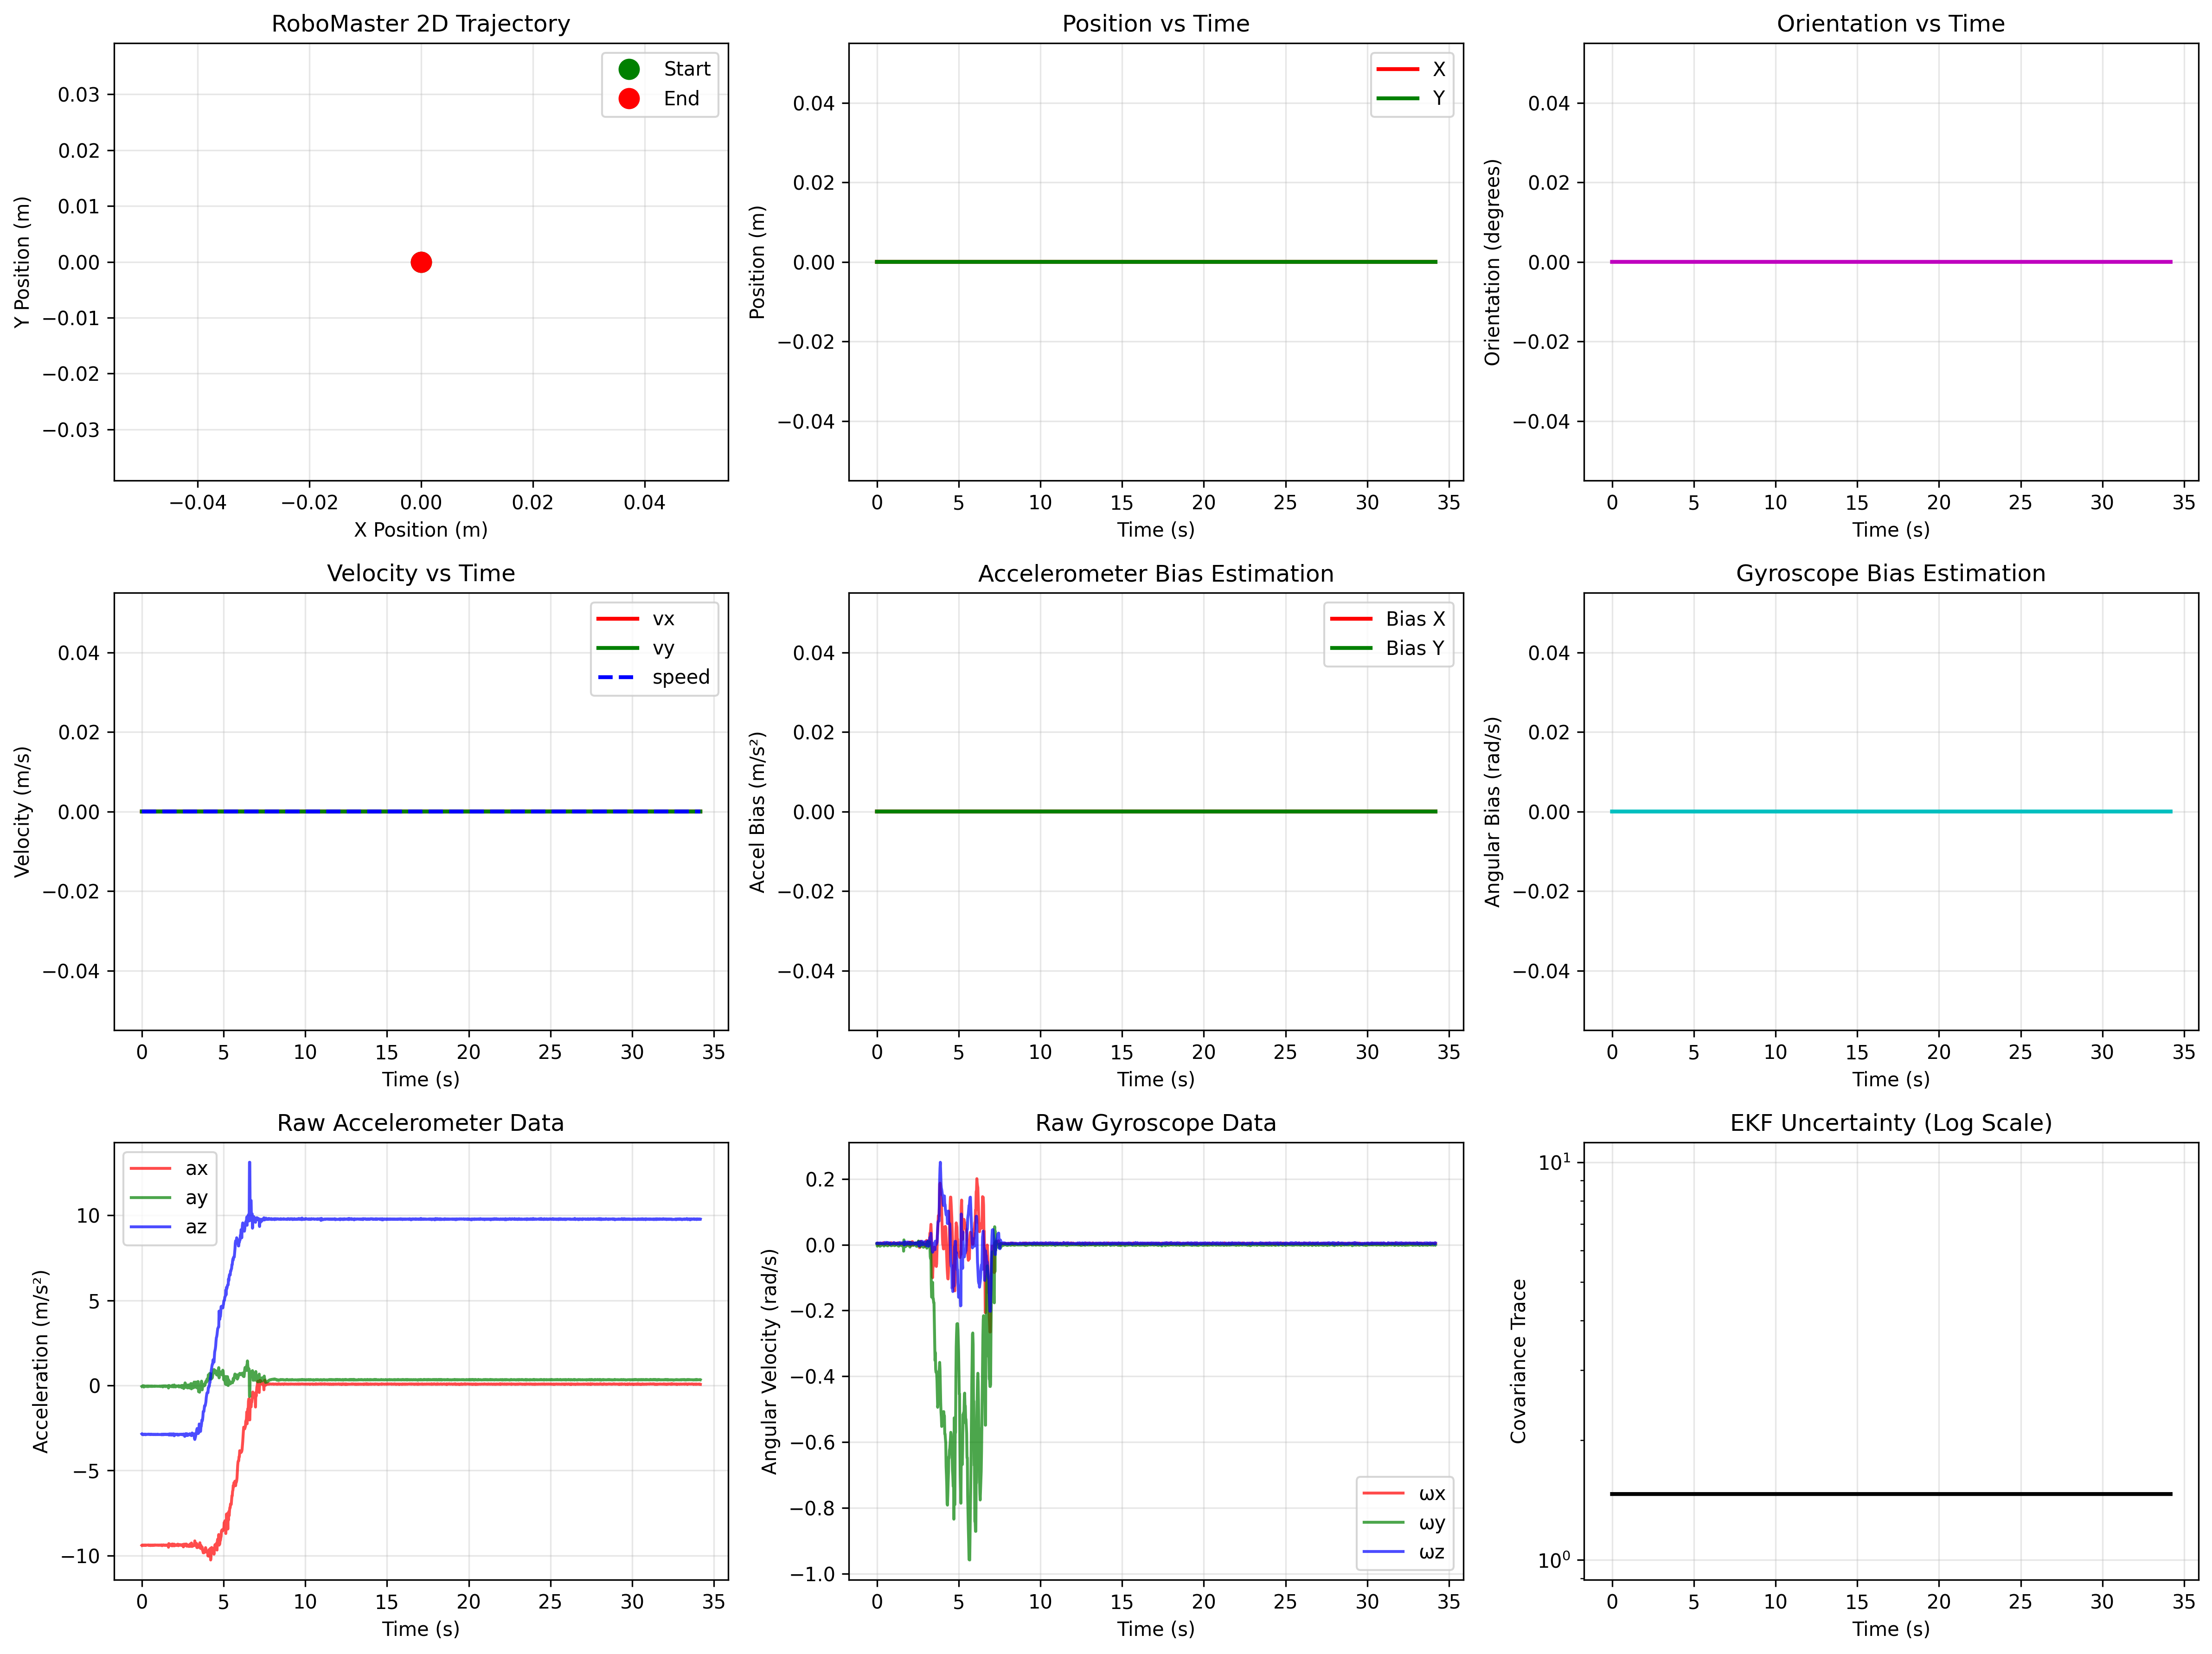 RoboMaster 2D Trajectory
Y Position (m)
0.03
0.02
0.01
0.00
−0.01
−0.02
−0.03
Start
End
−0.04 −0.02 0.00 0.02 0.04
X Position (m)
Position vs Time
Position (m)
0.04
0.02
0.00
−0.02
−0.04
X
Y
0 5 10 15 20 25 30 35
Time (s)
Orientation vs Time
Orientation (degrees)
0.04
0.02
0.00
−0.02
−0.04
0 5 10 15 20 25 30 35
Time (s)
Velocity vs Time
Velocity (m/s)
0.04
0.02
0.00
−0.02
−0.04
vx
vy
speed
0 5 10 15 20 25 30 35
Time (s)
Accelerometer Bias Estimation
Accel Bias (m/s²)
0.04
0.02
0.00
−0.02
−0.04
Bias X
Bias Y
0 5 10 15 20 25 30 35
Time (s)
Gyroscope Bias Estimation
Angular Bias (rad/s)
0.04
0.02
0.00
−0.02
−0.04
0 5 10 15 20 25 30 35
Time (s)
Raw Accelerometer Data
Acceleration (m/s²)
10
5
0
−5
−10
ax
ay
az
0 5 10 15 20 25 30 35
Time (s)
Raw Gyroscope Data
Angular Velocity (rad/s)
0.2
0.0
−0.2
−0.4
−0.6
−0.8
−1.0
ωx
ωy
ωz
0 5 10 15 20 25 30 35
Time (s)
EKF Uncertainty (Log Scale)
Covariance Trace
10¹
10⁰
0 5 10 15 20 25 30 35
Time (s)